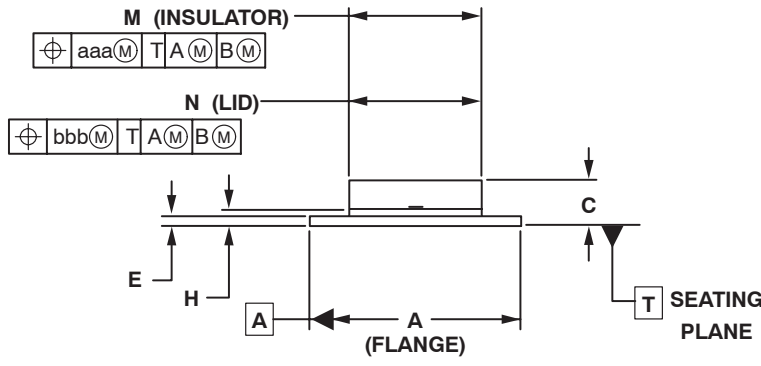 M (INSULATOR)
⌖ aaaⓂ T AⓂ BⓂ
N (LID)
⌖ bbbⓂ T AⓂ BⓂ
C
E
H
A
A
(FLANGE)
T SEATING
PLANE